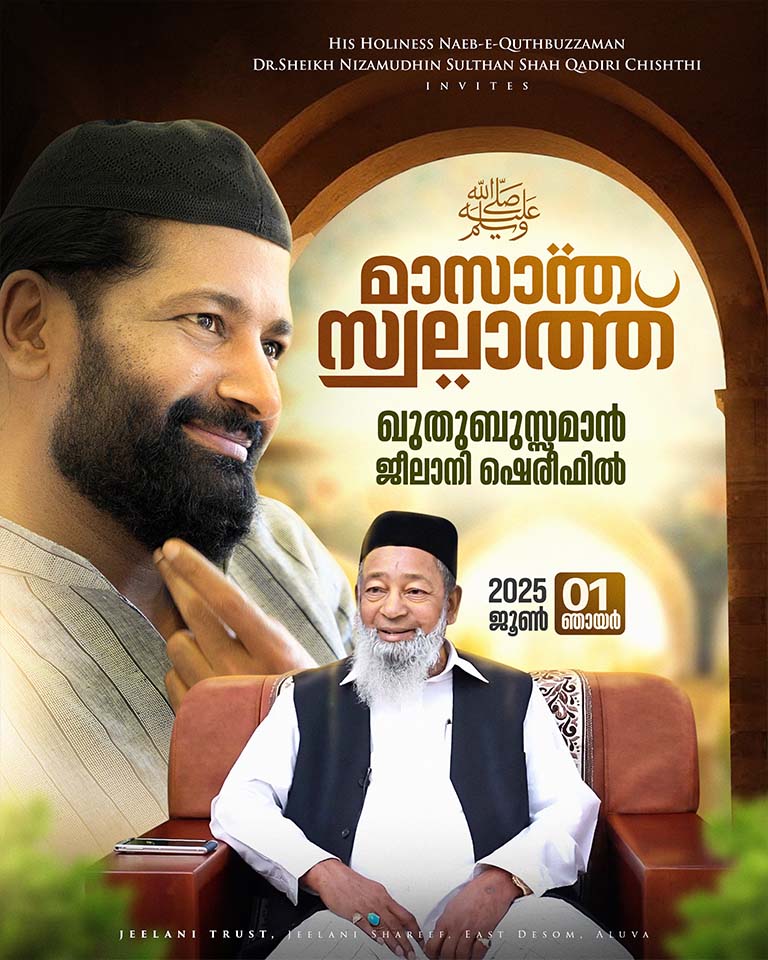 HIS HOLINESS NAEB-E-QUTHBUZZAMAN
DR.SHEIKH NIZAMUDHIN SULTHAN SHAH QADIRI CHISHTHI
INVITES
صلى الله عليه وسلم
മാസാന്ത
സ്വലാത്ത്
ഖുതുബുസ്സമാൻ
ജീലാനി ഷെരീഫിൽ
2025 01
ജൂൺ ഞായർ
JEELANI TRUST, JEELANI SHAREEF, EAST DESOM, ALUVA